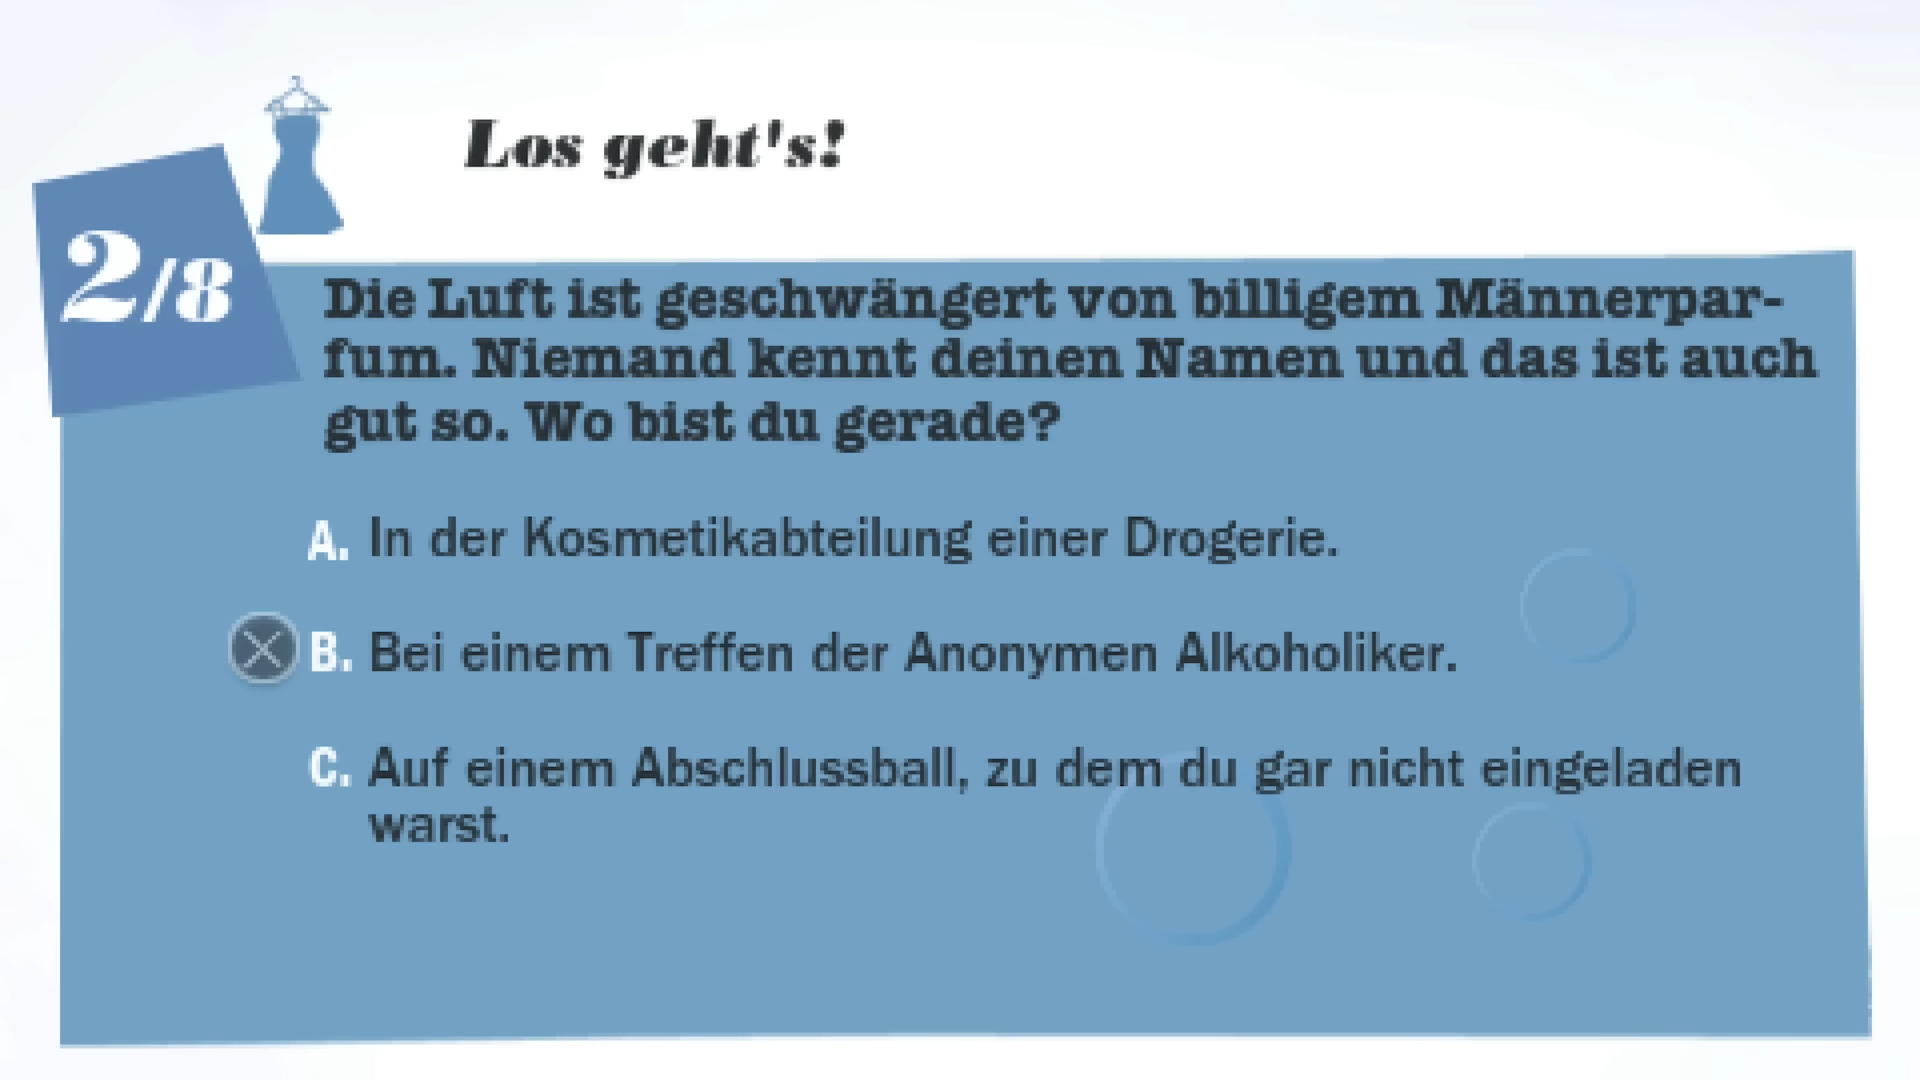 Los geht's!
2/8
Die Luft ist geschwängert von billigem Männerpar-
fum. Niemand kennt deinen Namen und das ist auch
gut so. Wo bist du gerade?
A. In der Kosmetikabteilung einer Drogerie.
B. Bei einem Treffen der Anonymen Alkoholiker.
C. Auf einem Abschlussball, zu dem du gar nicht eingeladen
warst.